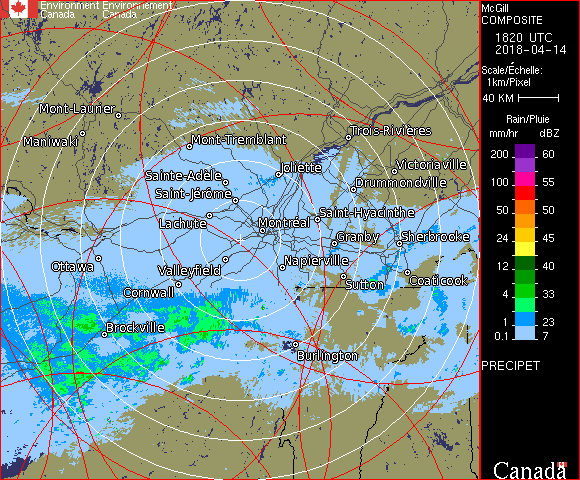 Environment Environnement
Canada Canada
McGill
COMPOSITE
1820 UTC
2018-04-14
Scale/Échelle:
1km/Pixel
40 KM
Rain/Pluie
mm/hr dBZ
200 60
100 55
50 50
24 45
12 40
4 33
1 23
0.1 7
PRECIPET
Canada
Mont-Laurier
Maniwaki
Mont-Tremblant
Trois-Rivières
Joliette
Victoriaville
Sainte-Adèle
Drummondville
Saint-Jérôme
Saint-Hyacinthe
Lachute
Montréal
Granby
Sherbrooke
Ottawa
Valleyfield
Napierville
Sutton
Coaticook
Cornwall
Brockville
Burlington